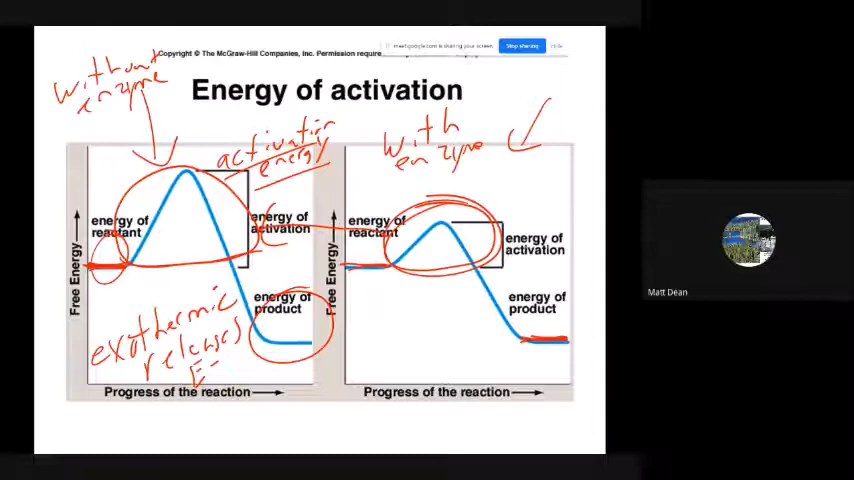 Copyright © The McGraw-Hill Companies, Inc. Permission require
meet.google.com is sharing your screen.
Stop sharing
Hide
Energy of activation
without
enzyme
activation
energy
with
enzyme
energy of
reactant
energy of
activation
energy of
product
Free Energy
exothermic
releases
E
Progress of the reaction
energy of
reactant
energy of
activation
energy of
product
Free Energy
Progress of the reaction
Matt Dean